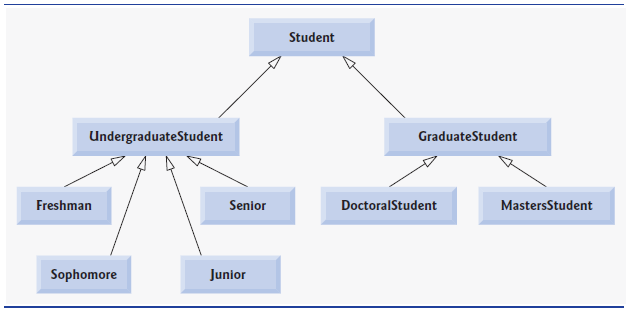 Student
UndergraduateStudent
GraduateStudent
Freshman
Senior
DoctoralStudent
MastersStudent
Sophomore
Junior